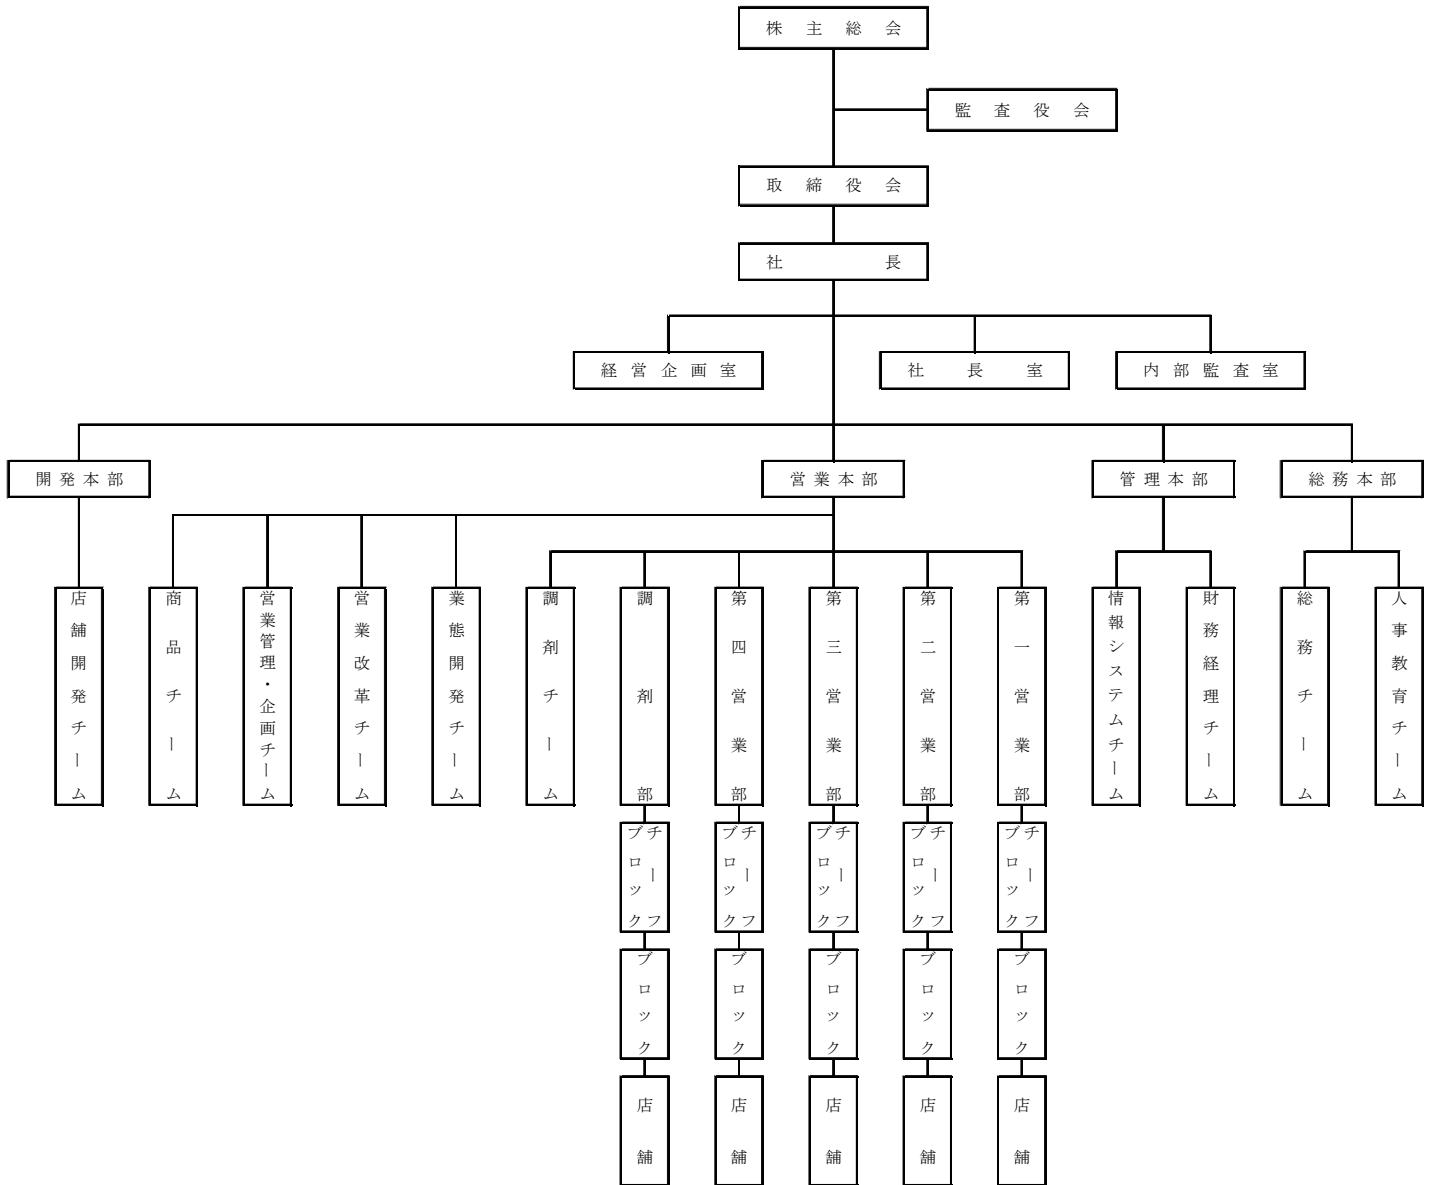 株主総会
監査役会
取締役会
社長
経営企画室
社長室
内部監査室
開発本部
営業本部
管理本部
総務本部
店舗開発チーム
商品チーム
営業管理・企画チーム
営業改革チーム
業態開発チーム
調剤チーム
調剤部
第四営業部
第三営業部
第二営業部
第一営業部
情報システムチーム
財務経理チーム
総務チーム
人事教育チーム
チーフ
ブロック
チーフ
ブロック
チーフ
ブロック
チーフ
ブロック
チーフ
ブロック
ブロック
ブロック
ブロック
ブロック
ブロック
店舗
店舗
店舗
店舗
店舗